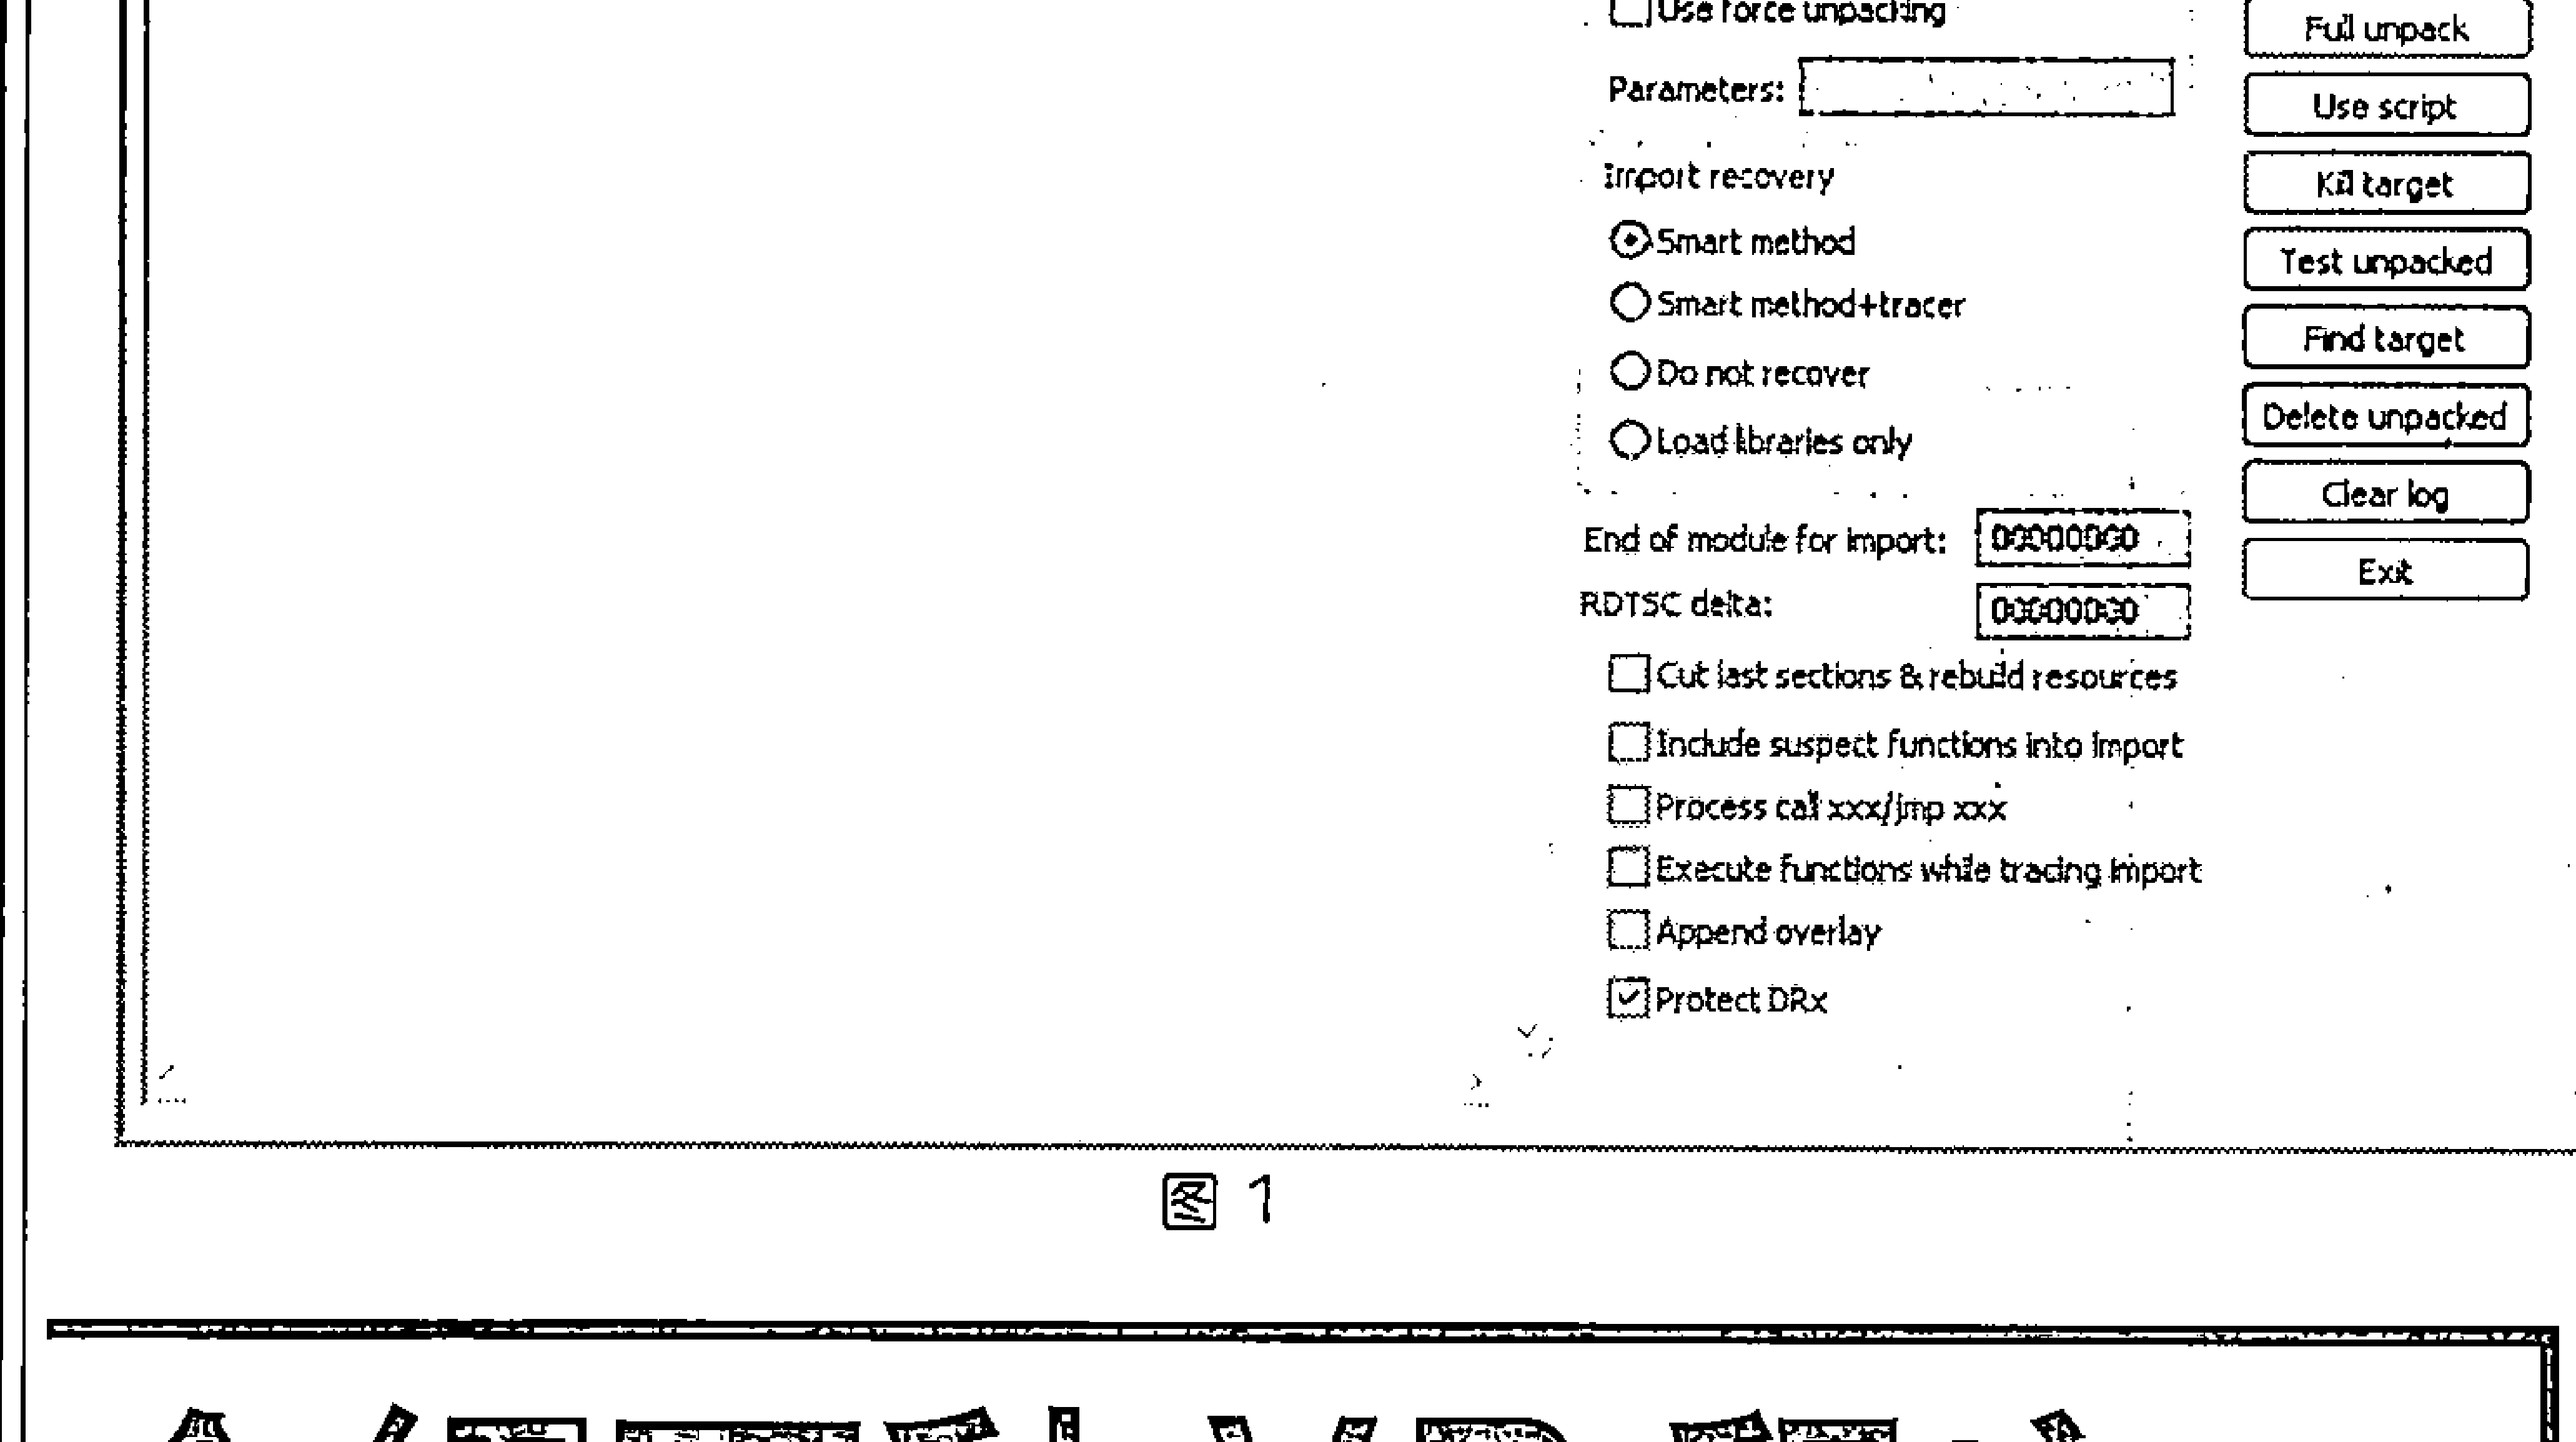 Use force unpacking
Parameters:
Import recovery
Smart method
Smart method+tracer
Do not recover
Load libraries only
End of module for import: 00000000
RDTSC delta: 00000000
Cut last sections & rebuild resources
Include suspect functions into import
Process call xxx/jmp xxx
Execute functions while tracing import
Append overlay
Protect DRx
Full unpack
Use script
Kill target
Test unpacked
Find target
Delete unpacked
Clear log
Exit
图 1